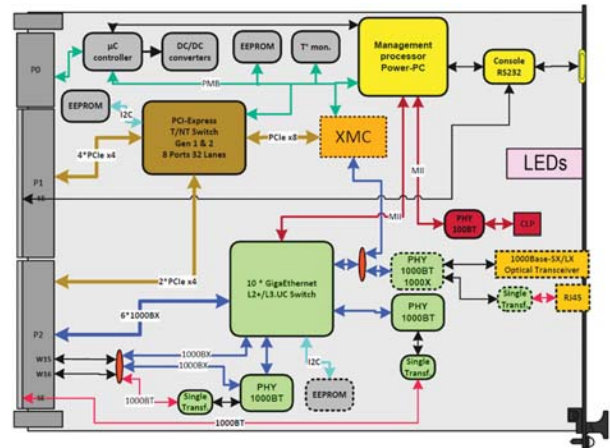 P0
µC
controller
DC/DC
converters
EEPROM
T° mon.
Management
processor
Power-PC
Console
RS232
PMB
EEPROM
I2C
PCI-Express
T/NT Switch
Gen 1 & 2
8 Ports 32 Lanes
PCIe x8
XMC
4*PCIe x4
P1
LEDs
MII
MII
PHY
100BT
CLP
2*PCIe x4
10 * GigaEthernet
L2+/L3.UC Switch
PHY
1000BT
1000X
1000Base-SX/LX
Optical Transceiver
Single
Transf.
RJ45
6*1000BX
P2
PHY
1000BT
W15
W16
1000BX
1000BX
I2C
Single
Transf.
1000BT
Single
Transf.
PHY
1000BT
EEPROM
1000BT